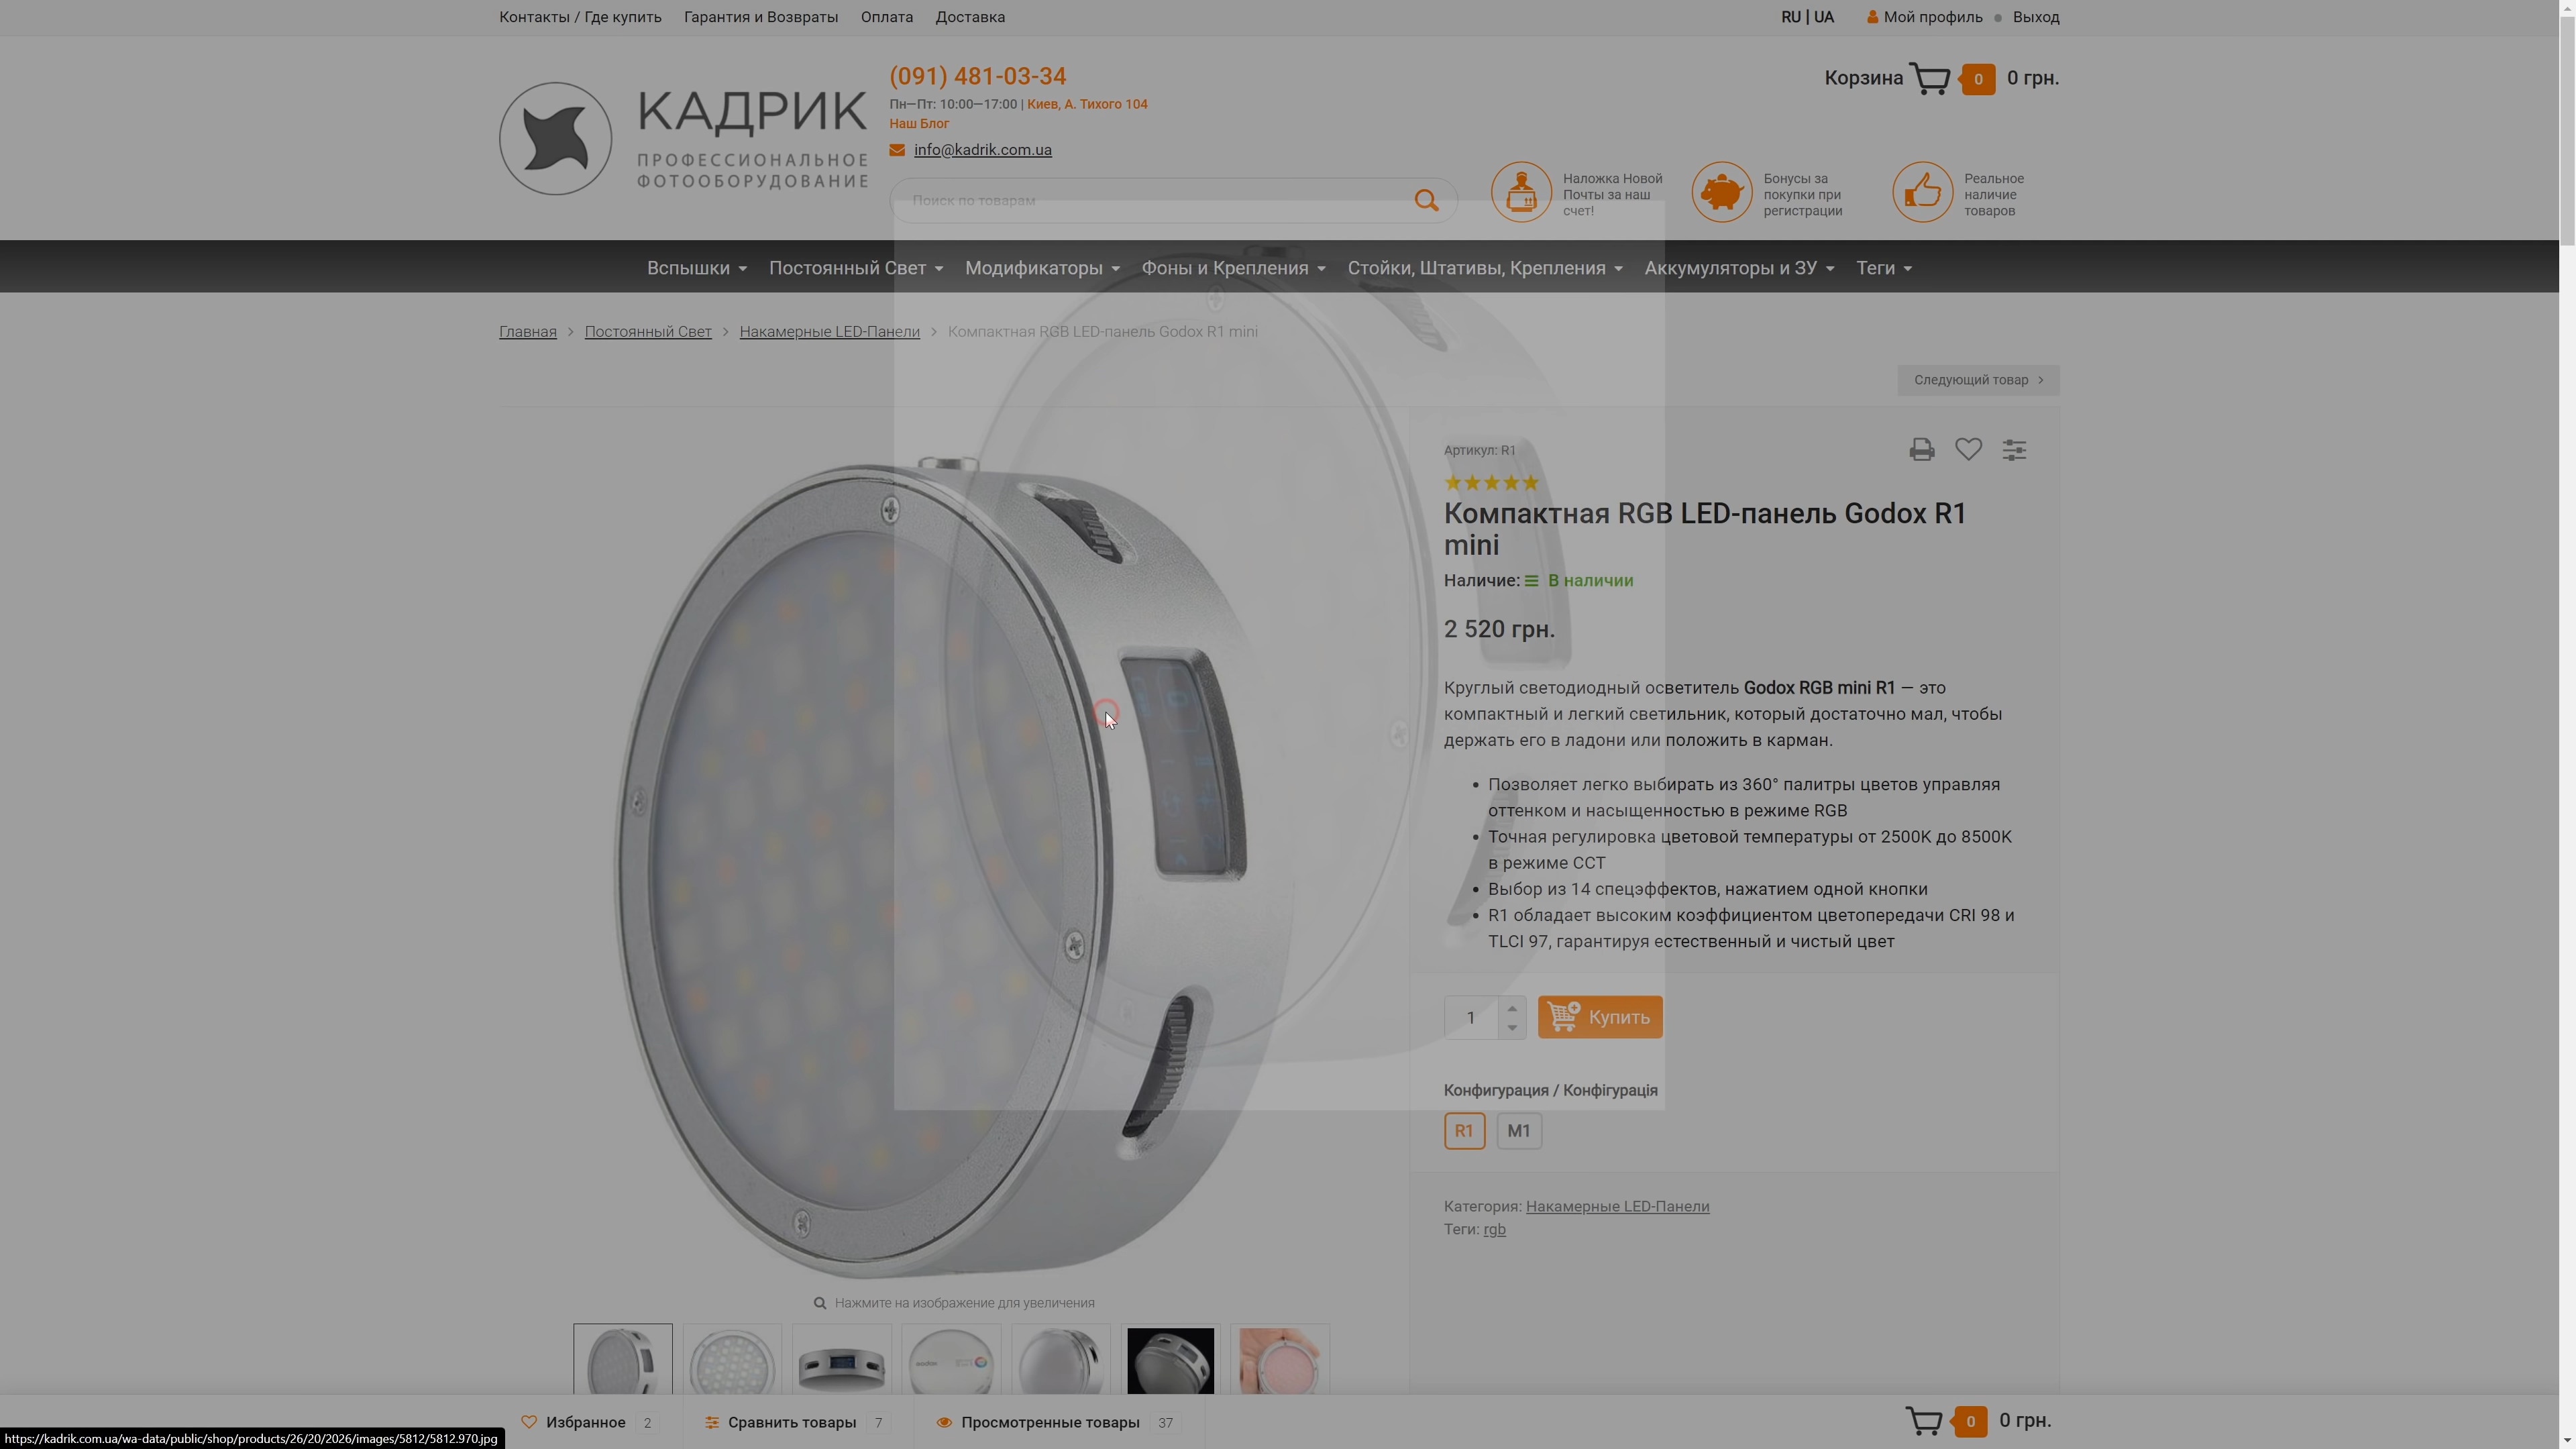 Контакты / Где купить Гарантия и Возвраты Оплата Доставка
RU | UA Мой профиль Выход
КАДРИК
ПРОФЕССИОНАЛЬНОЕ
ФОТООБОРУДОВАНИЕ
(091) 481-03-34
Пн—Пт: 10:00—17:00 | Киев, А. Тихого 104
Наш Блог
info@kadrik.com.ua
Поиск по товарам
Корзина 0 0 грн.
Наложка Новой
Почты за наш
счет!
Бонусы за
покупки при
регистрации
Реальное
наличие
товаров
Вспышки Постоянный Свет Модификаторы Фоны и Крепления Стойки, Штативы, Крепления Аккумуляторы и ЗУ Теги
Главная Постоянный Свет Накамерные LED-Панели Компактная RGB LED-панель Godox R1 mini
Следующий товар
Артикул: R1
Компактная RGB LED-панель Godox R1
mini
Наличие: В наличии
2 520 грн.
Круглый светодиодный осветитель Godox RGB mini R1 — это
компактный и легкий светильник, который достаточно мал, чтобы
держать его в ладони или положить в карман.
• Позволяет легко выбирать из 360° палитры цветов управляя
оттенком и насыщенностью в режиме RGB
• Точная регулировка цветовой температуры от 2500K до 8500K
в режиме CCT
• Выбор из 14 спецэффектов, нажатием одной кнопки
• R1 обладает высоким коэффициентом цветопередачи CRI 98 и
TLCI 97, гарантируя естественный и чистый цвет
1 Купить
Конфигурация / Конфігурація
R1 M1
Категория: Накамерные LED-Панели
Теги: rgb
Нажмите на изображение для увеличения
Избранное 2 Сравнить товары 7 Просмотренные товары 37
0 0 грн.
https://kadrik.com.ua/wa-data/public/shop/products/26/20/2026/images/5812/5812.970.jpg